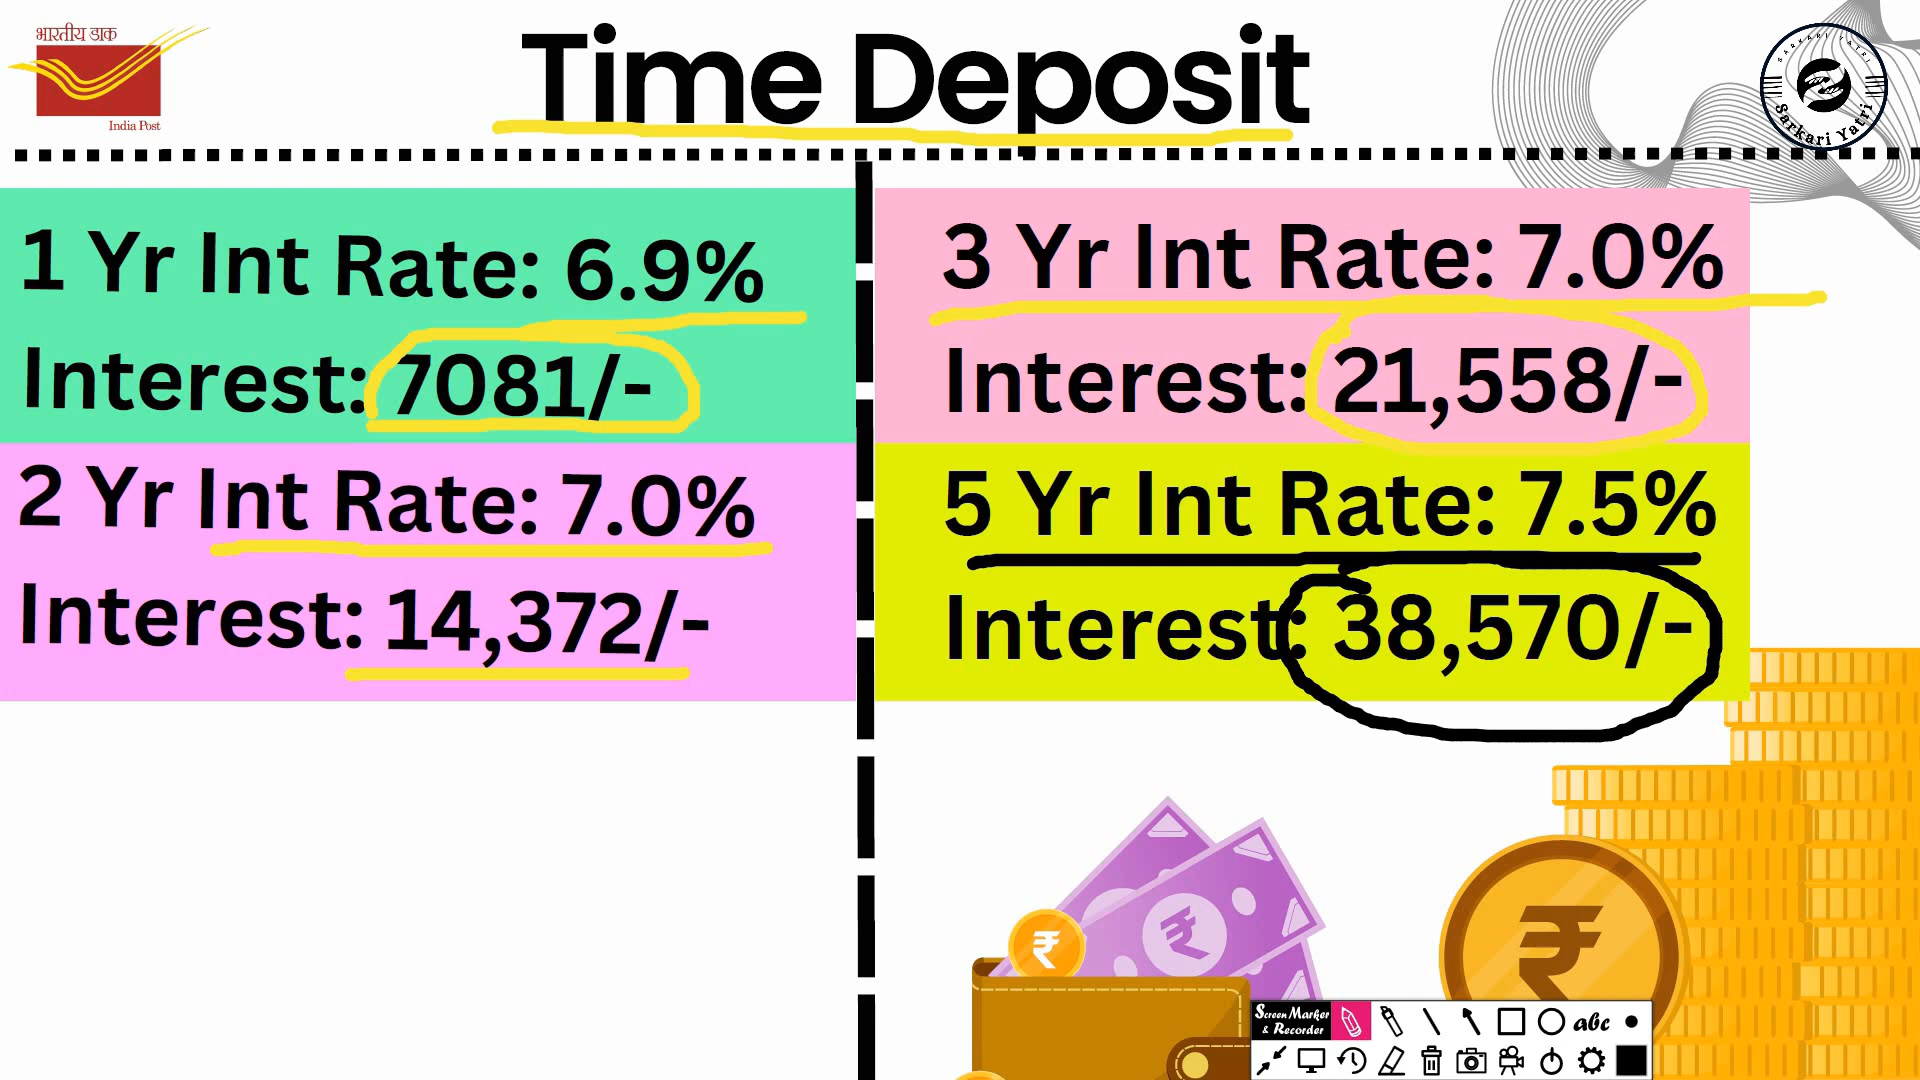 भारतीय डाक
India Post
Time Deposit
SARKARI YATRI
Sarkari Yatri
1 Yr Int Rate: 6.9%
Interest: 7081/-
2 Yr Int Rate: 7.0%
Interest: 14,372/-
3 Yr Int Rate: 7.0%
Interest: 21,558/-
5 Yr Int Rate: 7.5%
Interest: 38,570/-
₹
₹
₹
Screen Marker
& Recorder
abc